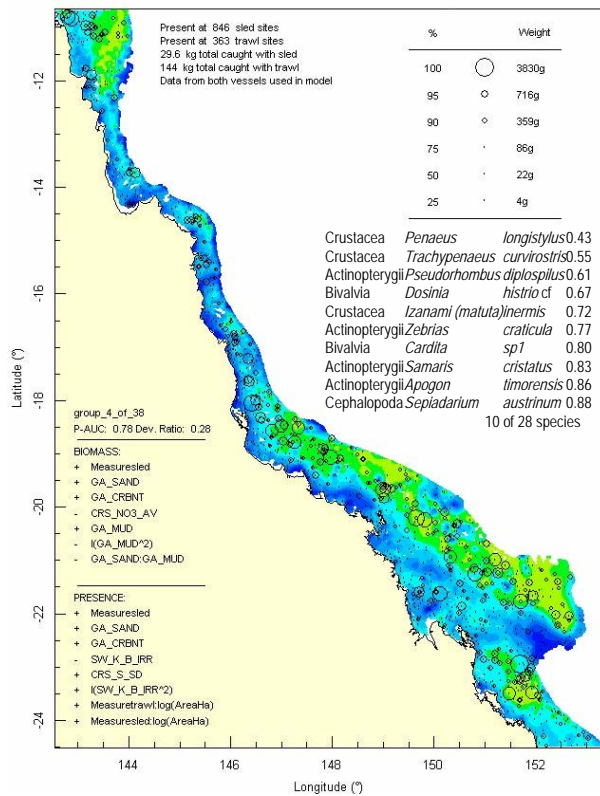 Present at 846 sled sites
Present at 363 trawl sites
29.6 kg total caught with sled
144 kg total caught with trawl
Data from both vessels used in model
% Weight
100 3830g
95 716g
90 359g
75 86g
50 22g
25 4g
Crustacea Penaeus longistylus 0.43
Crustacea Trachypenaeus curvirostris 0.55
Actinopterygii Pseudorhombus diplospilus 0.61
Bivalvia Dosinia histrio cf 0.67
Crustacea Izanami (matuta) inermis 0.72
Actinopterygii Zebrias craticula 0.77
Bivalvia Cardita sp1 0.80
Actinopterygii Samaris cristatus 0.83
Actinopterygii Apogon timorensis 0.86
Cephalopoda Sepiadarium austrinum 0.88
10 of 28 species
group_4_of_38
P-AUC: 0.78 Dev. Ratio: 0.28
BIOMASS:
+ Measuresled
+ GA_SAND
+ GA_CRBNT
- CRS_NO3_AV
+ GA_MUD
- I(GA_MUD^2)
- GA_SAND:GA_MUD
PRESENCE:
+ Measuresled
+ GA_SAND
+ GA_CRBNT
- SW_K_B_IRR
+ CRS_S_SD
+ I(SW_K_B_IRR^2)
+ Measuretrawl:log(AreaHa)
+ Measuresled:log(AreaHa)
Latitude (°)
-12
-14
-16
-18
-20
-22
-24
144 146 148 150 152
Longitude (°)